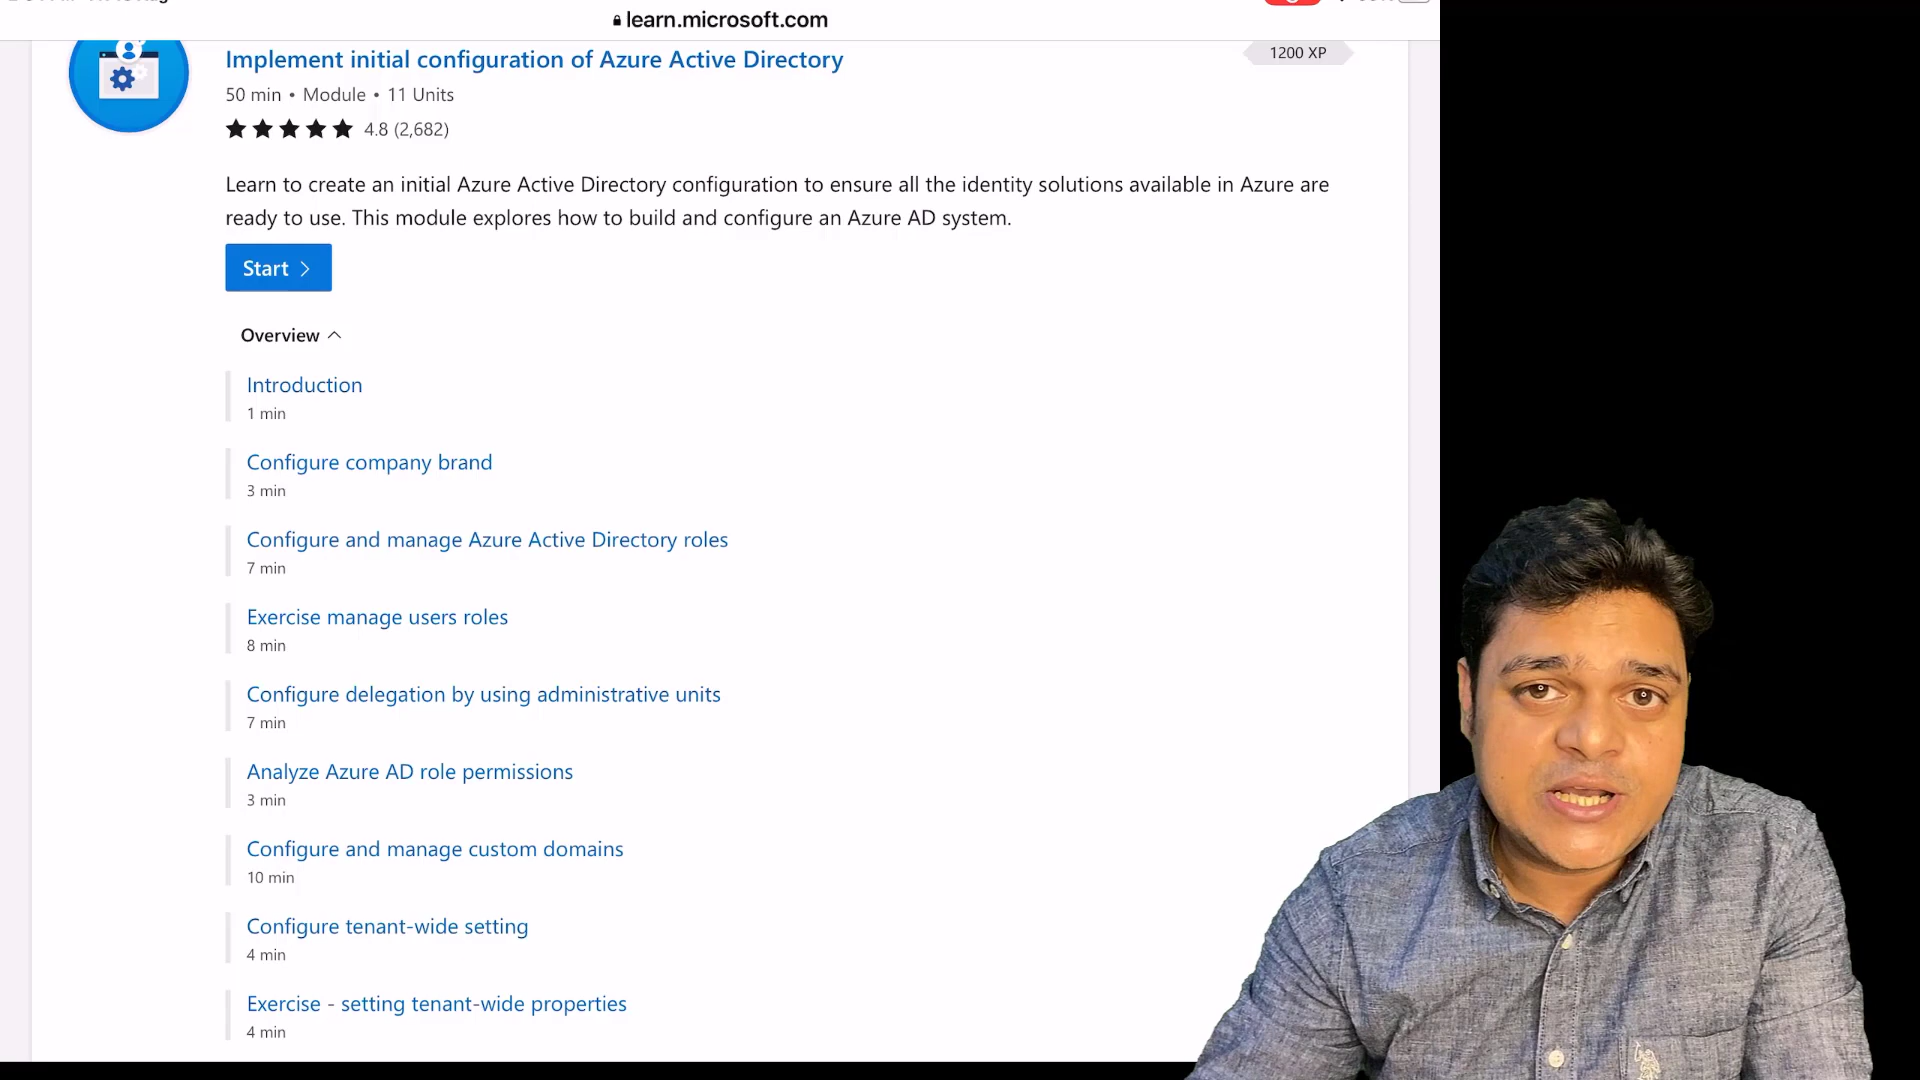 learn.microsoft.com
Implement initial configuration of Azure Active Directory
1200 XP
50 min • Module • 11 Units
4.8 (2,682)
Learn to create an initial Azure Active Directory configuration to ensure all the identity solutions available in Azure are
ready to use. This module explores how to build and configure an Azure AD system.
Start
Overview
Introduction
1 min
Configure company brand
3 min
Configure and manage Azure Active Directory roles
7 min
Exercise manage users roles
8 min
Configure delegation by using administrative units
7 min
Analyze Azure AD role permissions
3 min
Configure and manage custom domains
10 min
Configure tenant-wide setting
4 min
Exercise - setting tenant-wide properties
4 min